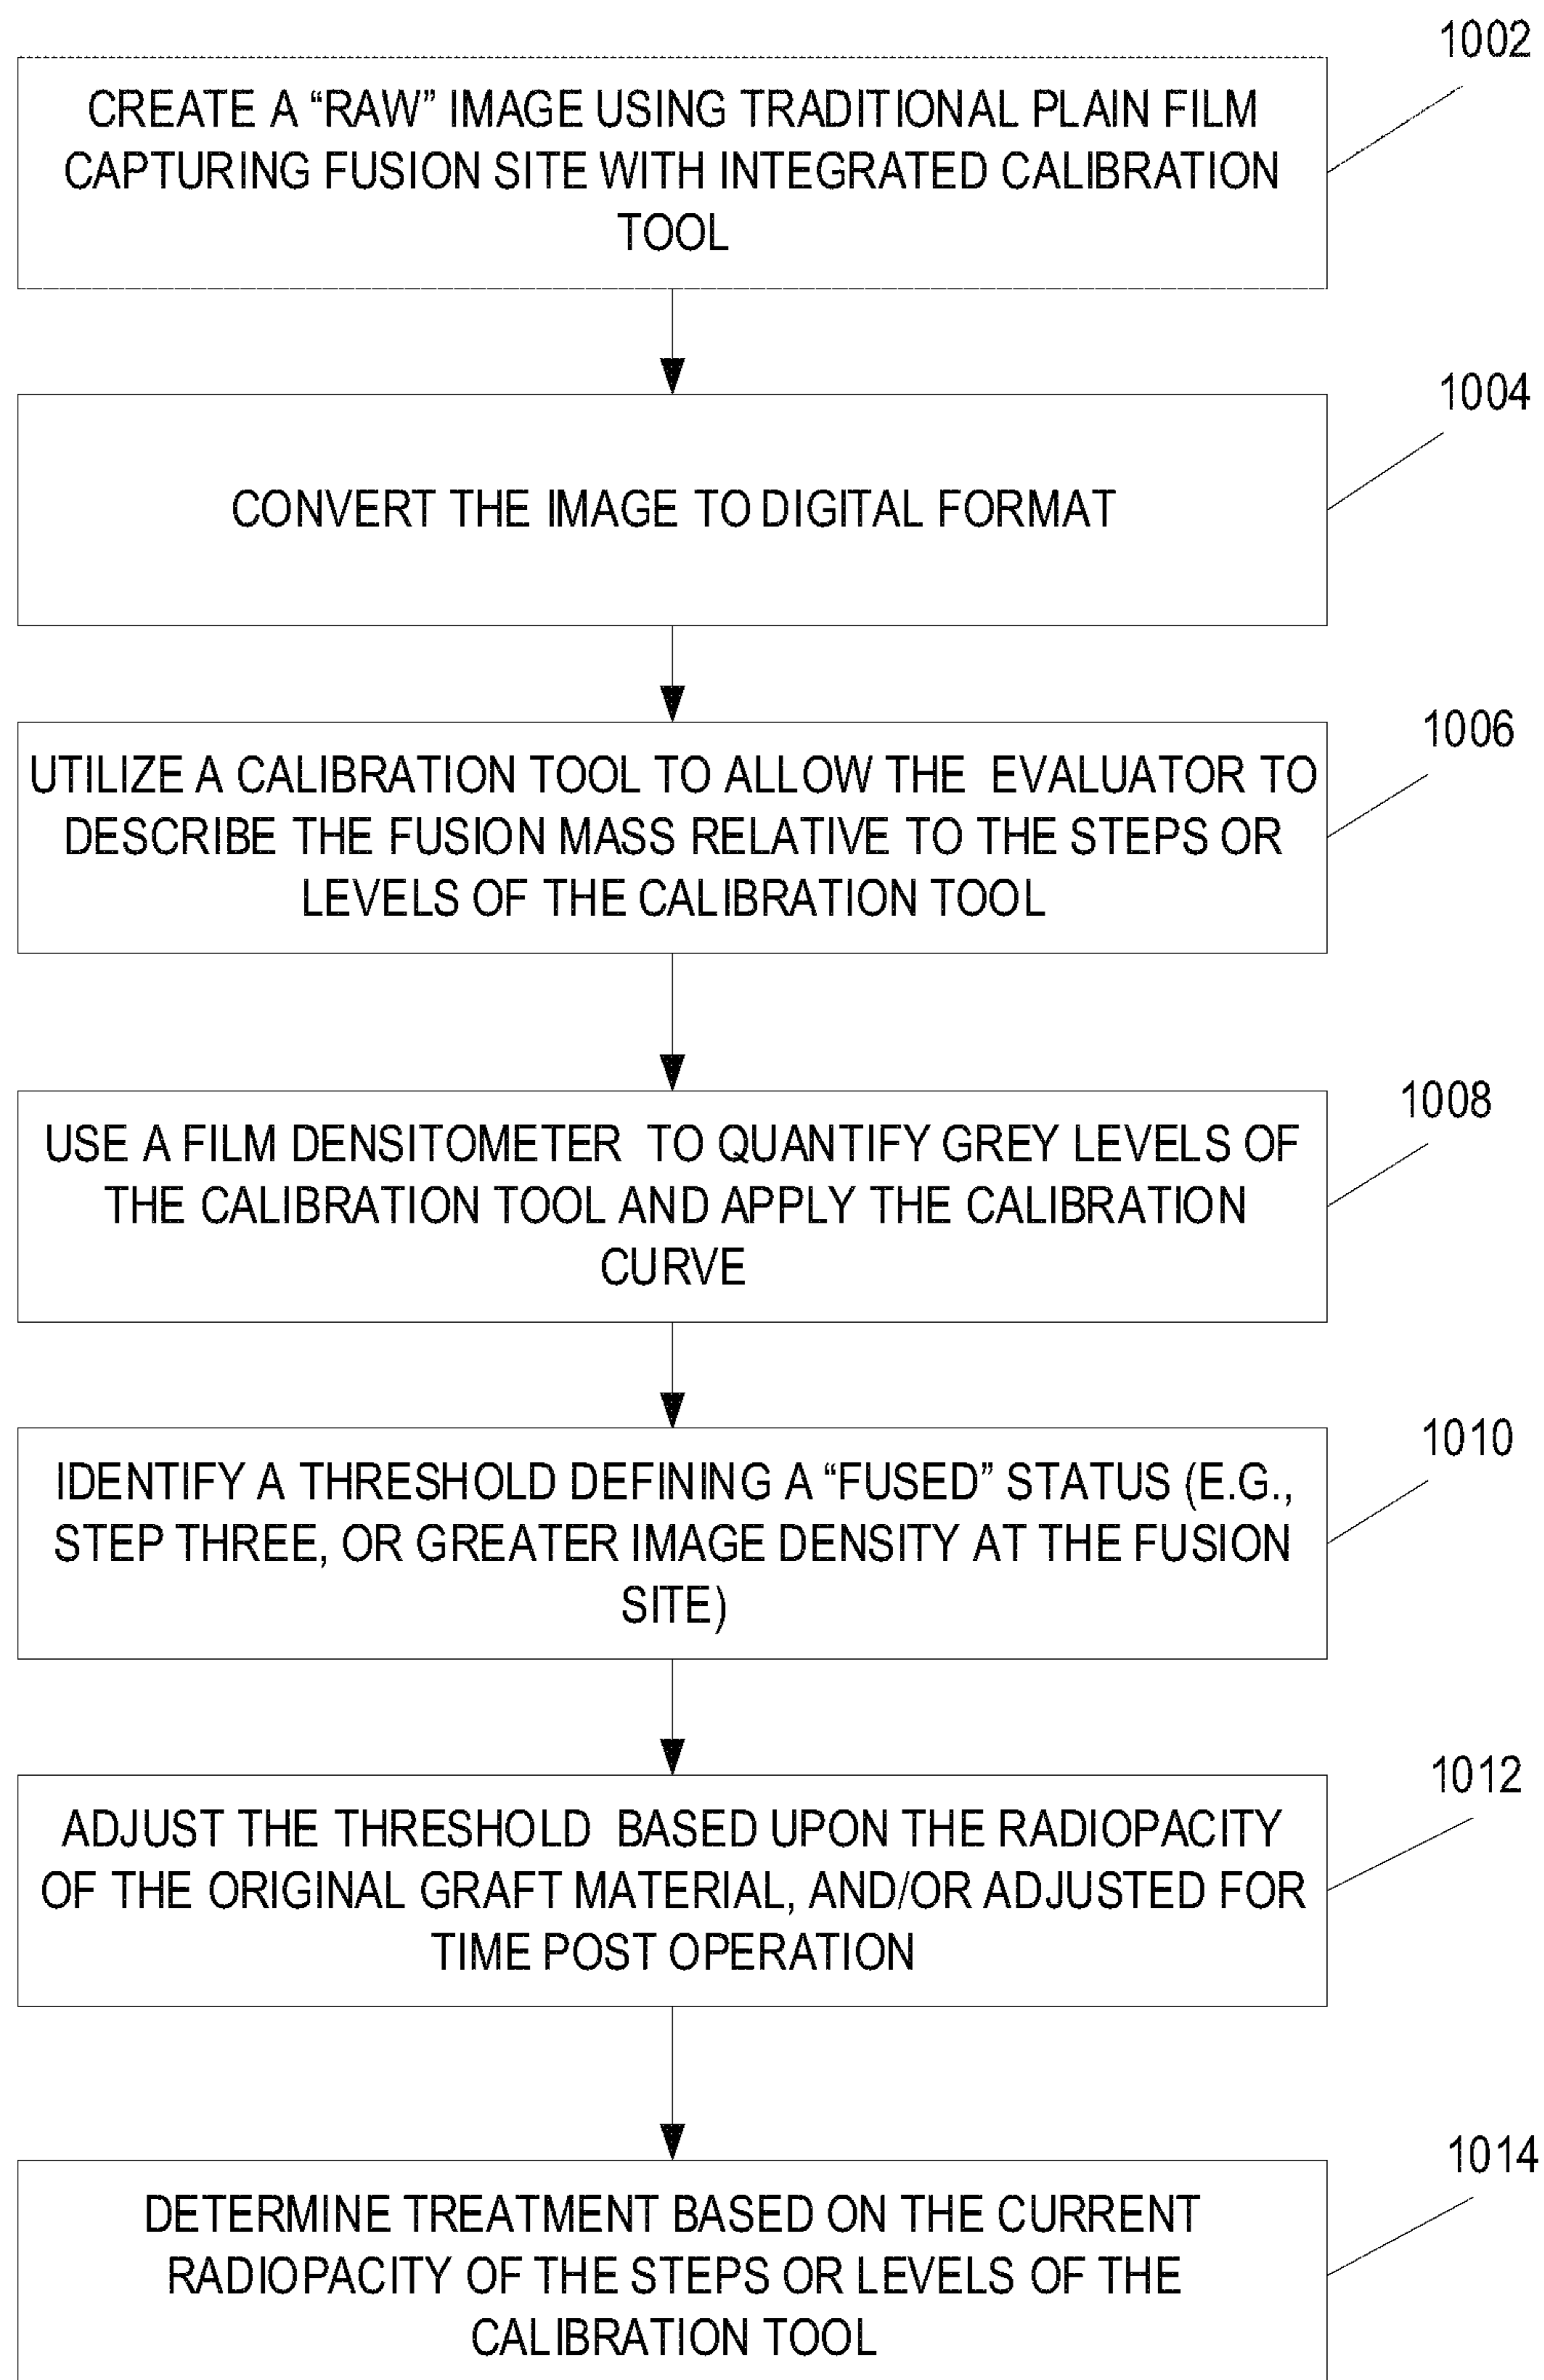 1002
CREATE A “RAW” IMAGE USING TRADITIONAL PLAIN FILM
CAPTURING FUSION SITE WITH INTEGRATED CALIBRATION
TOOL
1004
CONVERT THE IMAGE TO DIGITAL FORMAT
1006
UTILIZE A CALIBRATION TOOL TO ALLOW THE EVALUATOR TO
DESCRIBE THE FUSION MASS RELATIVE TO THE STEPS OR
LEVELS OF THE CALIBRATION TOOL
1008
USE A FILM DENSITOMETER TO QUANTIFY GREY LEVELS OF
THE CALIBRATION TOOL AND APPLY THE CALIBRATION
CURVE
1010
IDENTIFY A THRESHOLD DEFINING A “FUSED” STATUS (E.G.,
STEP THREE, OR GREATER IMAGE DENSITY AT THE FUSION
SITE)
1012
ADJUST THE THRESHOLD BASED UPON THE RADIOPACITY
OF THE ORIGINAL GRAFT MATERIAL, AND/OR ADJUSTED FOR
TIME POST OPERATION
1014
DETERMINE TREATMENT BASED ON THE CURRENT
RADIOPACITY OF THE STEPS OR LEVELS OF THE
CALIBRATION TOOL